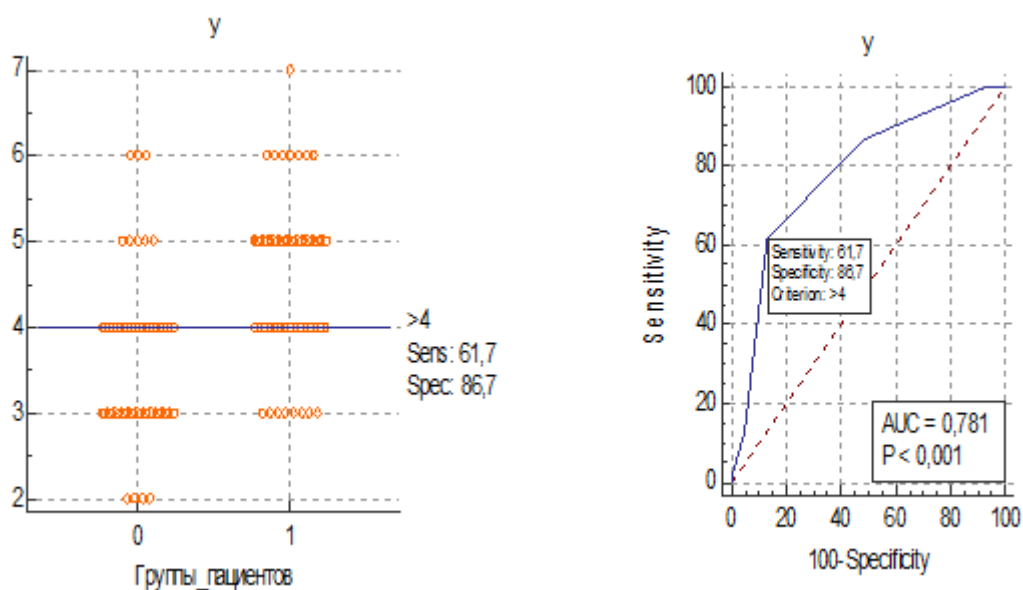 y
7
6
5
4
3
2
0 1
Группы_пациентов
>4
Sens: 61,7
Spec: 86,7
y
100
80
60
40
20
0
Sensitivity
Sensitivity: 61,7
Specificity: 86,7
Criterion: >4
AUC = 0,781
P < 0,001
0 20 40 60 80 100
100-Specificity